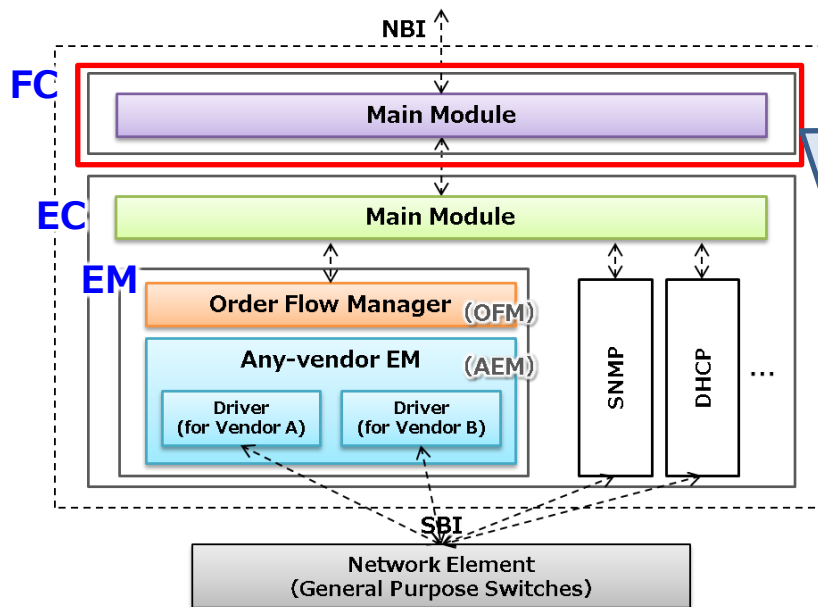 NBI
FC
Main Module
EC
Main Module
EM
Order Flow Manager
(OFM)
Any-vendor EM
(AEM)
Driver
(for Vendor A)
Driver
(for Vendor B)
SNMP
DHCP
...
SBI
Network Element
(General Purpose Switches)